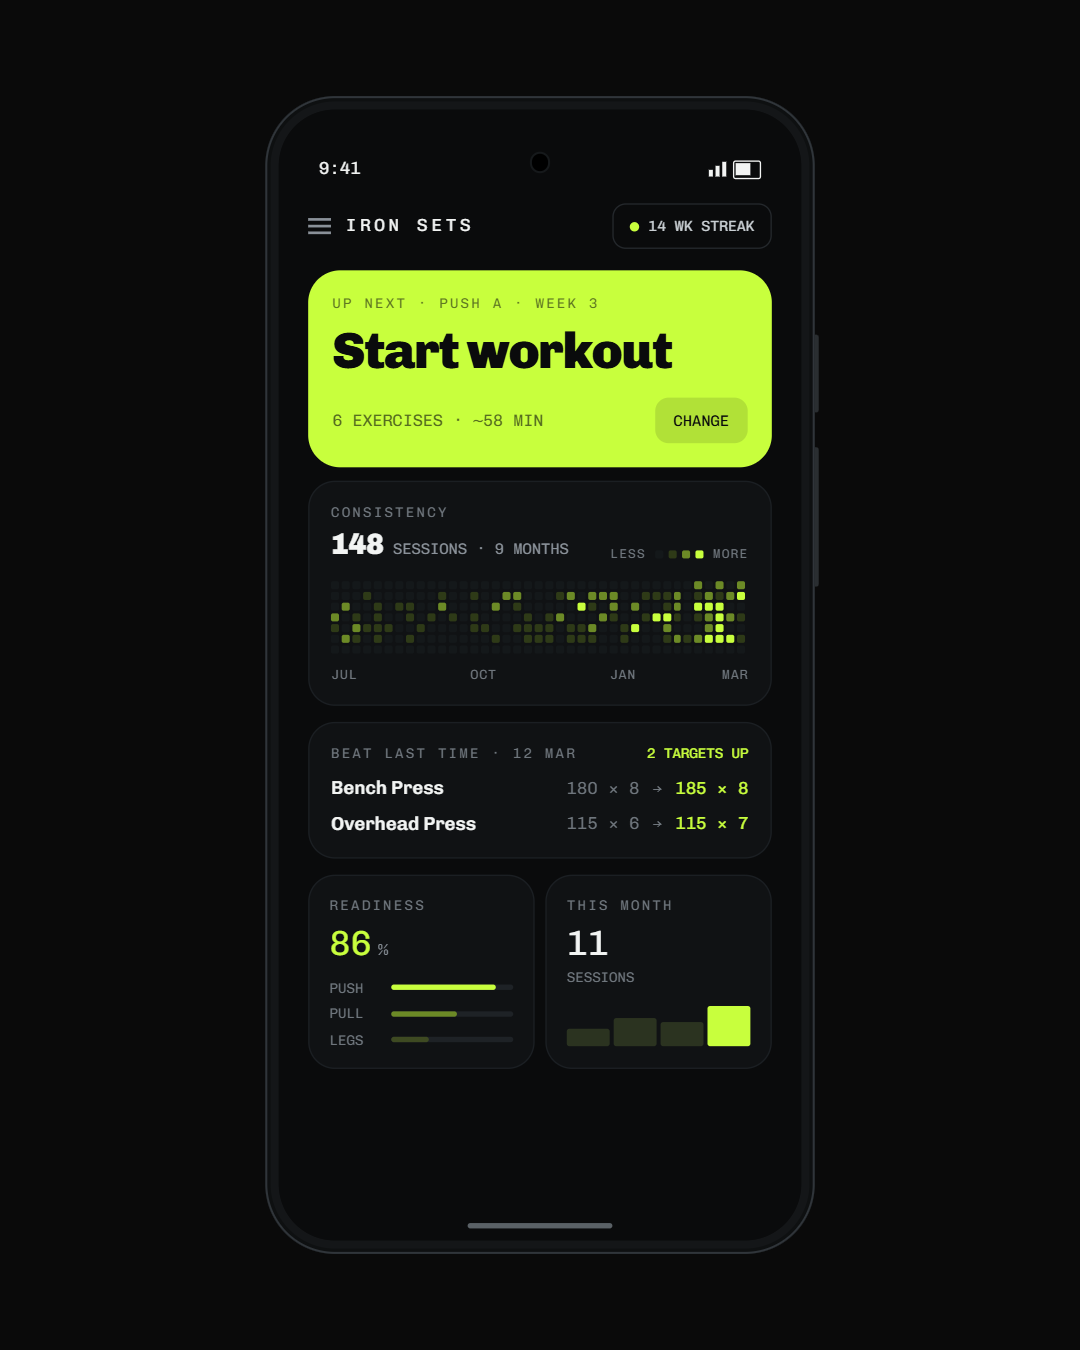 9:41
IRON SETS
14 WK STREAK
UP NEXT · PUSH A · WEEK 3
Start workout
6 EXERCISES · ~58 MIN
CHANGE
CONSISTENCY
148 SESSIONS · 9 MONTHS
LESS MORE
JUL OCT JAN MAR
BEAT LAST TIME · 12 MAR
2 TARGETS UP
Bench Press 180 × 8 → 185 × 8
Overhead Press 115 × 6 → 115 × 7
READINESS
86 %
PUSH
PULL
LEGS
THIS MONTH
11
SESSIONS